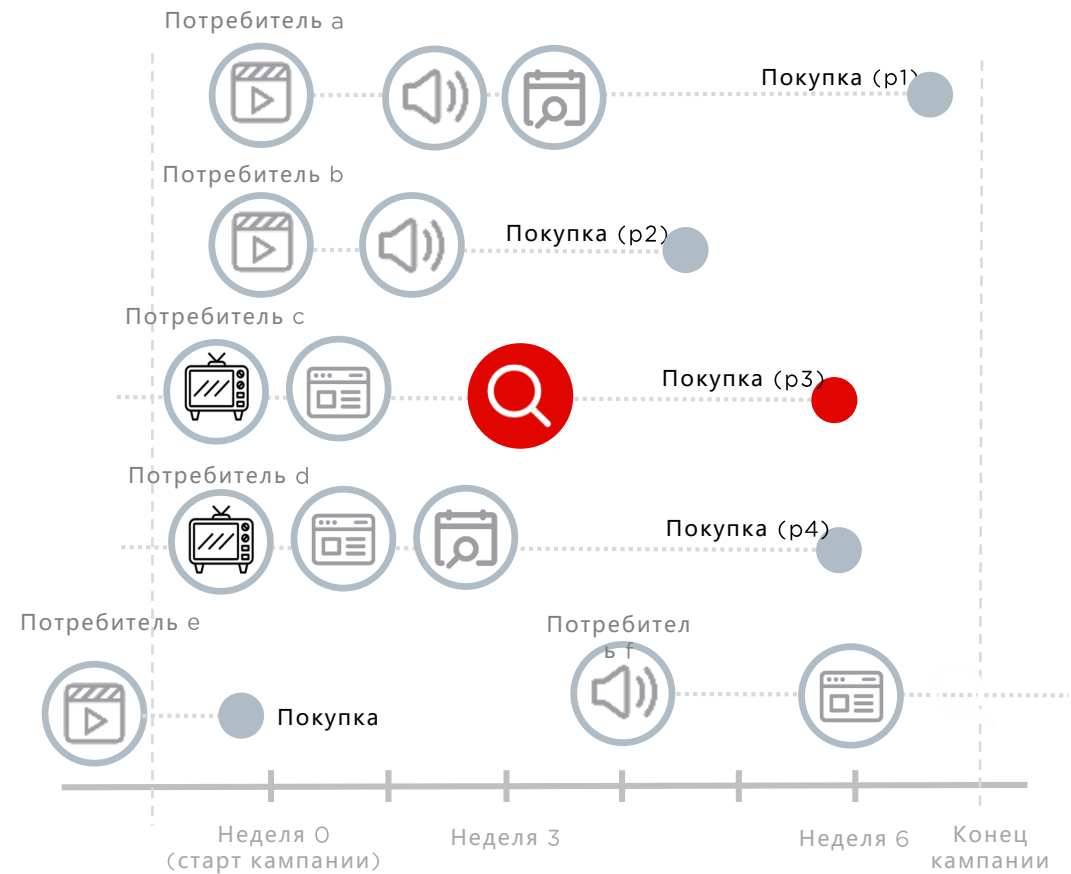 Потребитель a
Покупка (p1)
Потребитель b
Покупка (p2)
Потребитель c
Покупка (p3)
Потребитель d
Покупка (p4)
Потребитель e
Покупка
Потребител
ь f
Неделя 0
(старт кампании)
Неделя 3
Неделя 6
Конец
кампании